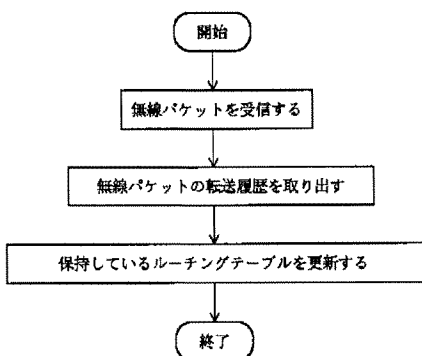 開始
無線パケットを受信する
無線パケットの転送履歴を取り出す
保持しているルーチングテーブルを更新する
終了